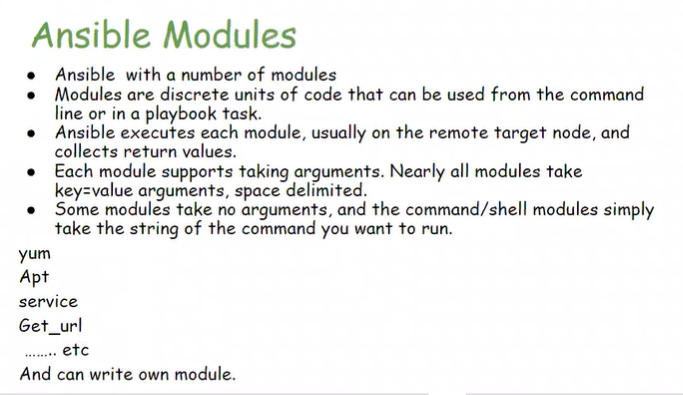 Ansible Modules
● Ansible with a number of modules
● Modules are discrete units of code that can be used from the command
line or in a playbook task.
● Ansible executes each module, usually on the remote target node, and
collects return values.
● Each module supports taking arguments. Nearly all modules take
key=value arguments, space delimited.
● Some modules take no arguments, and the command/shell modules simply
take the string of the command you want to run.
yum
Apt
service
Get_url
........ etc
And can write own module.